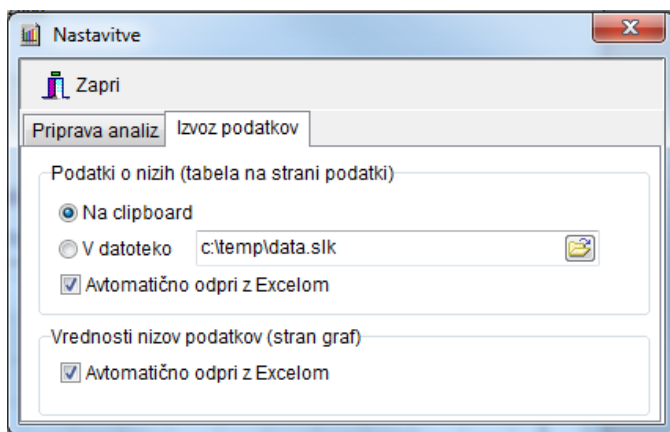 Nastavitve
Zapri
Priprava analiz Izvoz podatkov
Podatki o nizih (tabela na strani podatki)
Na clipboard
V datoteko c:\temp\data.slk
Avtomatično odpri z Excelom
Vrednosti nizov podatkov (stran graf)
Avtomatično odpri z Excelom